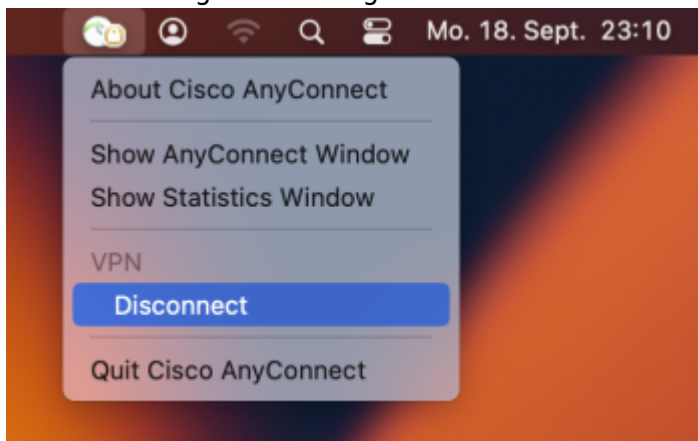 Mo. 18. Sept. 23:10
About Cisco AnyConnect
Show AnyConnect Window
Show Statistics Window
VPN
Disconnect
Quit Cisco AnyConnect